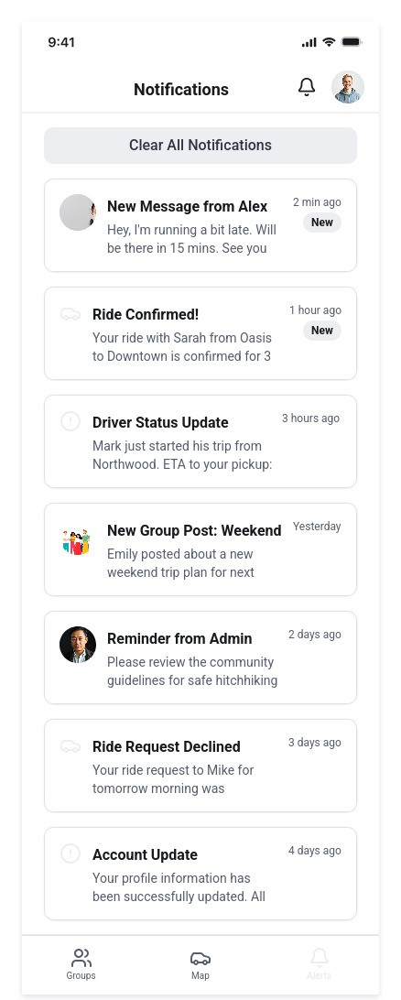 9:41
Notifications
Clear All Notifications
New Message from Alex
2 min ago
Hey, I'm running a bit late. Will
New
be there in 15 mins. See you
Ride Confirmed!
1 hour ago
Your ride with Sarah from Oasis
New
to Downtown is confirmed for 3
Driver Status Update
3 hours ago
Mark just started his trip from
Northwood. ETA to your pickup:
New Group Post: Weekend
Yesterday
Emily posted about a new
weekend trip plan for next
Reminder from Admin
2 days ago
Please review the community
guidelines for safe hitchhiking
Ride Request Declined
3 days ago
Your ride request to Mike for
tomorrow morning was
Account Update
4 days ago
Your profile information has
been successfully updated. All
Groups
Map
Alerts